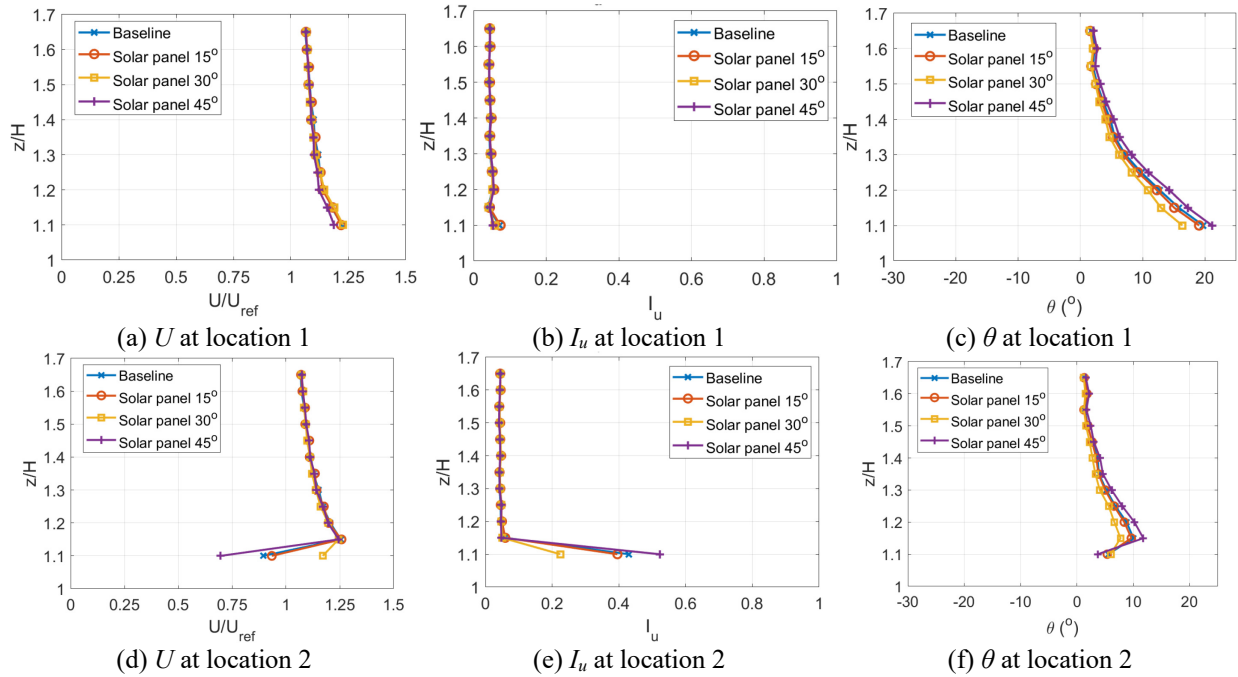 Baseline
Solar panel 15°
Solar panel 30°
Solar panel 45°
z/H
1.7
1.6
1.5
1.4
1.3
1.2
1.1
1
0 0.25 0.5 0.75 1 1.25 1.5
U/U_ref
(a) U at location 1
Baseline
Solar panel 15°
Solar panel 30°
Solar panel 45°
z/H
1.7
1.6
1.5
1.4
1.3
1.2
1.1
1
0 0.2 0.4 0.6 0.8 1
I_u
(b) I_u at location 1
Baseline
Solar panel 15°
Solar panel 30°
Solar panel 45°
z/H
1.7
1.6
1.5
1.4
1.3
1.2
1.1
1
-30 -20 -10 0 10 20
θ (°)
(c) θ at location 1
Baseline
Solar panel 15°
Solar panel 30°
Solar panel 45°
z/H
1.7
1.6
1.5
1.4
1.3
1.2
1.1
1
0 0.25 0.5 0.75 1 1.25 1.5
U/U_ref
(d) U at location 2
Baseline
Solar panel 15°
Solar panel 30°
Solar panel 45°
z/H
1.7
1.6
1.5
1.4
1.3
1.2
1.1
1
0 0.2 0.4 0.6 0.8 1
I_u
(e) I_u at location 2
Baseline
Solar panel 15°
Solar panel 30°
Solar panel 45°
z/H
1.7
1.6
1.5
1.4
1.3
1.2
1.1
1
-30 -20 -10 0 10 20
θ (°)
(f) θ at location 2